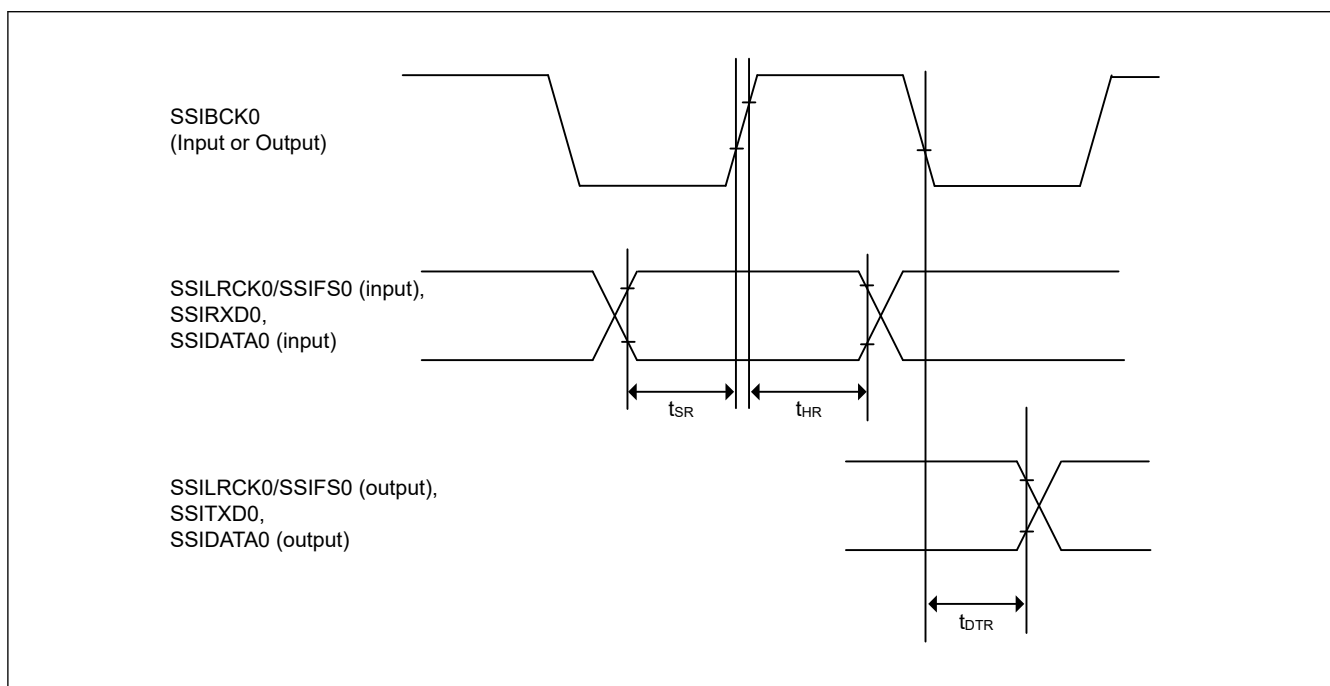 SSIBCK0
(Input or Output)
SSILRCK0/SSIFS0 (input),
SSIRXD0,
SSIDATA0 (input)
tSR
tHR
SSILRCK0/SSIFS0 (output),
SSITXD0,
SSIDATA0 (output)
tDTR